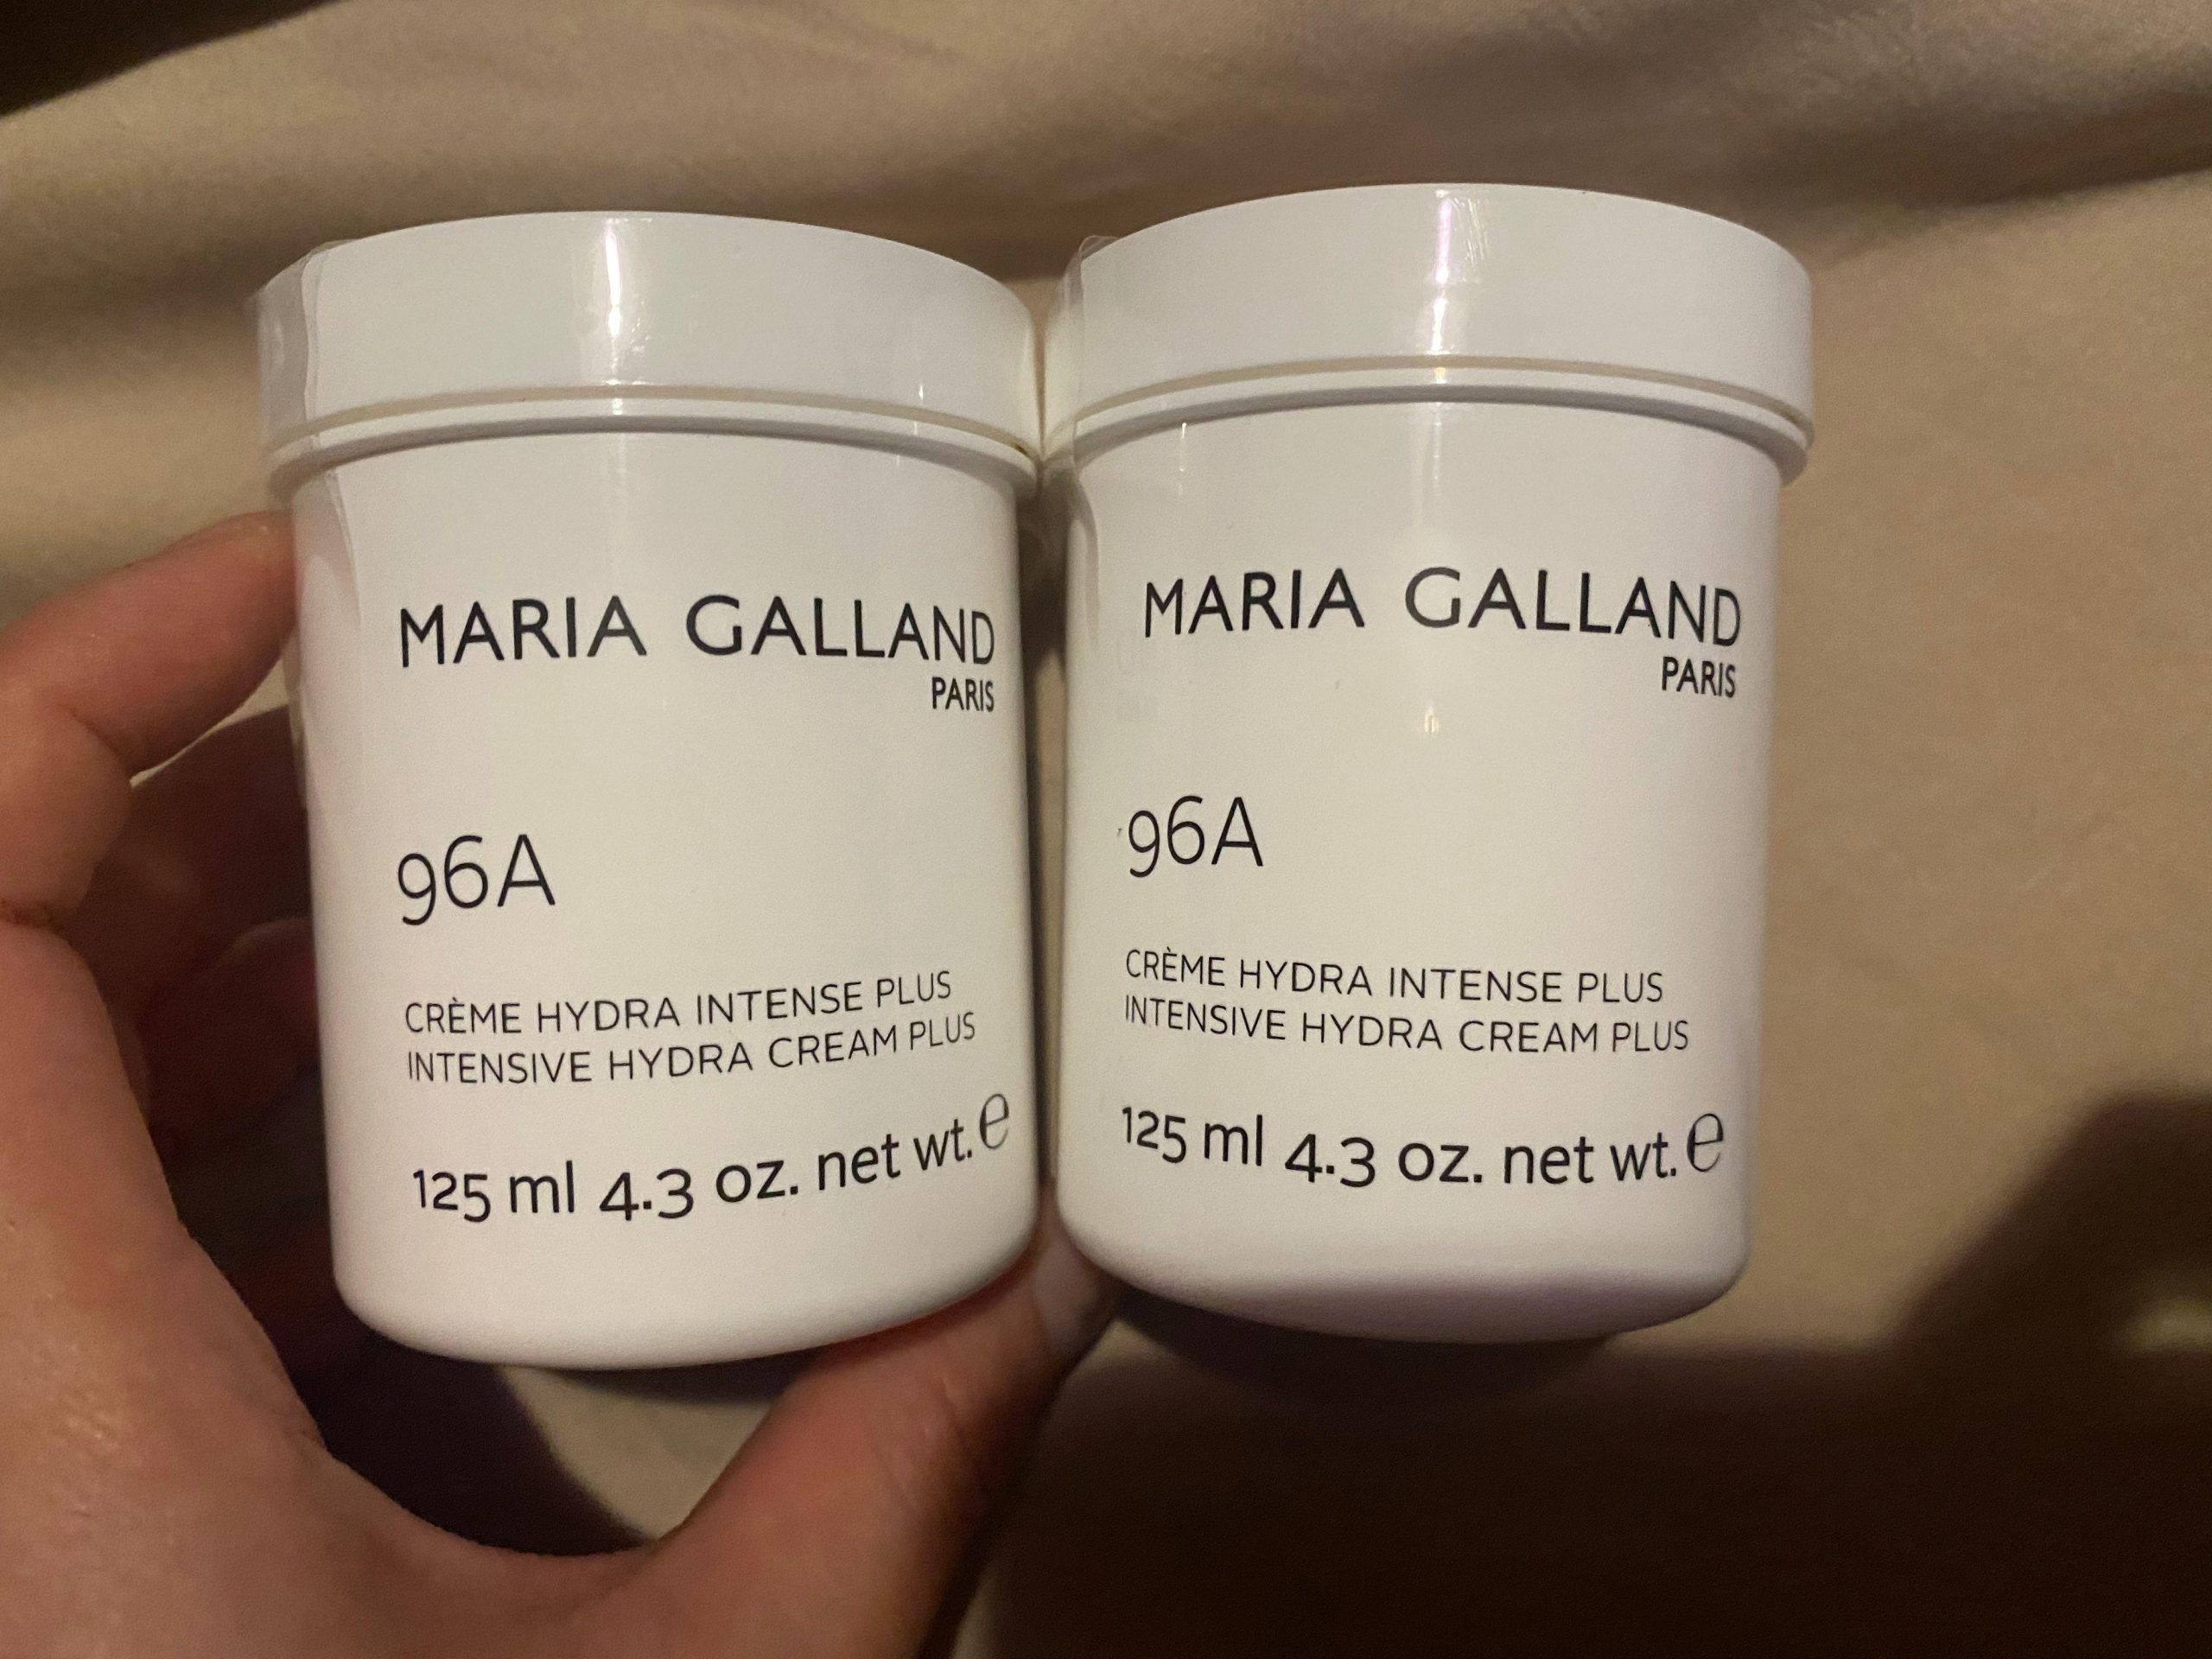 MARIA GALLAND
PARIS
96A
CRÈME HYDRA INTENSE PLUS
INTENSIVE HYDRA CREAM PLUS
125 ml 4.3 oz. net wt. e
MARIA GALLAND
PARIS
96A
CRÈME HYDRA INTENSE PLUS
INTENSIVE HYDRA CREAM PLUS
125 ml 4.3 oz. net wt. e